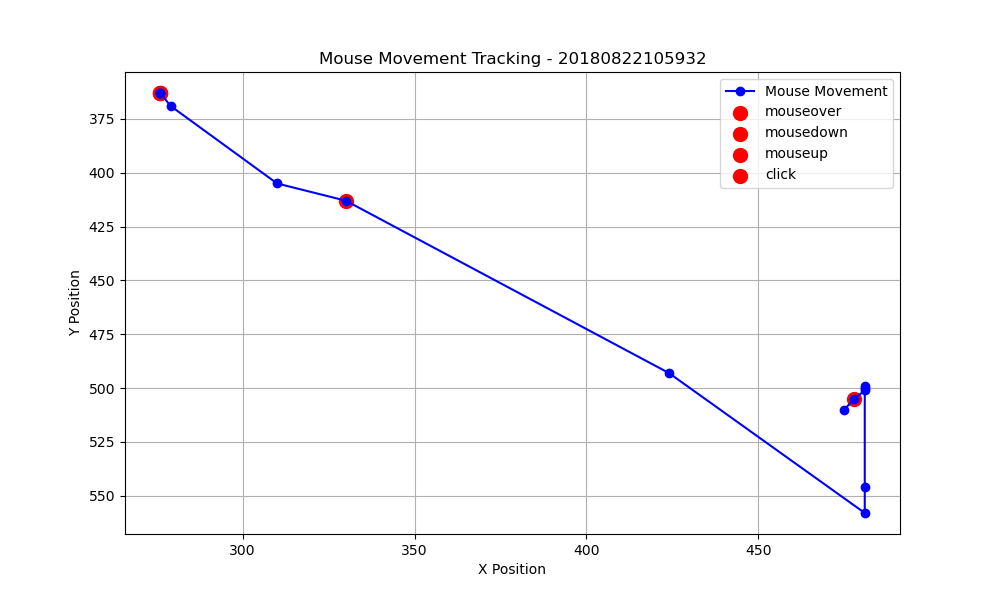 Mouse Movement Tracking - 20180822105932
Mouse Movement
mouseover
mousedown
mouseup
click
375
400
425
450
475
500
525
550
Y Position
300
350
400
450
X Position